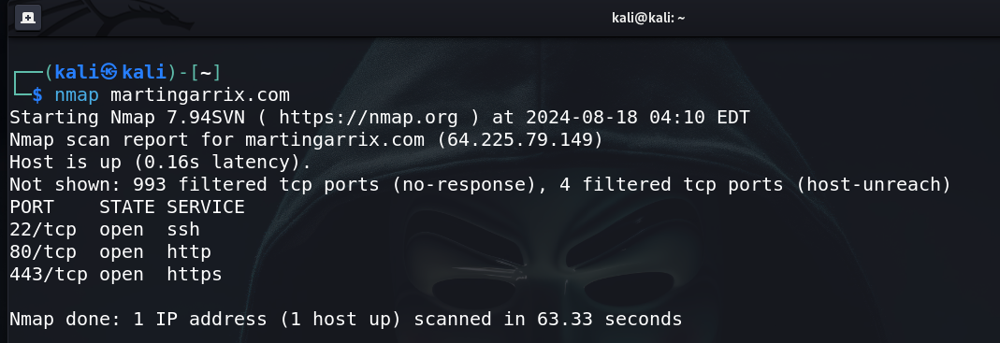 kali@kali: ~
┌──(kali㉿kali)-[~]
└─$ nmap martingarrix.com
Starting Nmap 7.94SVN ( https://nmap.org ) at 2024-08-18 04:10 EDT
Nmap scan report for martingarrix.com (64.225.79.149)
Host is up (0.16s latency).
Not shown: 993 filtered tcp ports (no-response), 4 filtered tcp ports (host-unreach)
PORT    STATE SERVICE
22/tcp  open  ssh
80/tcp  open  http
443/tcp open  https
Nmap done: 1 IP address (1 host up) scanned in 63.33 seconds